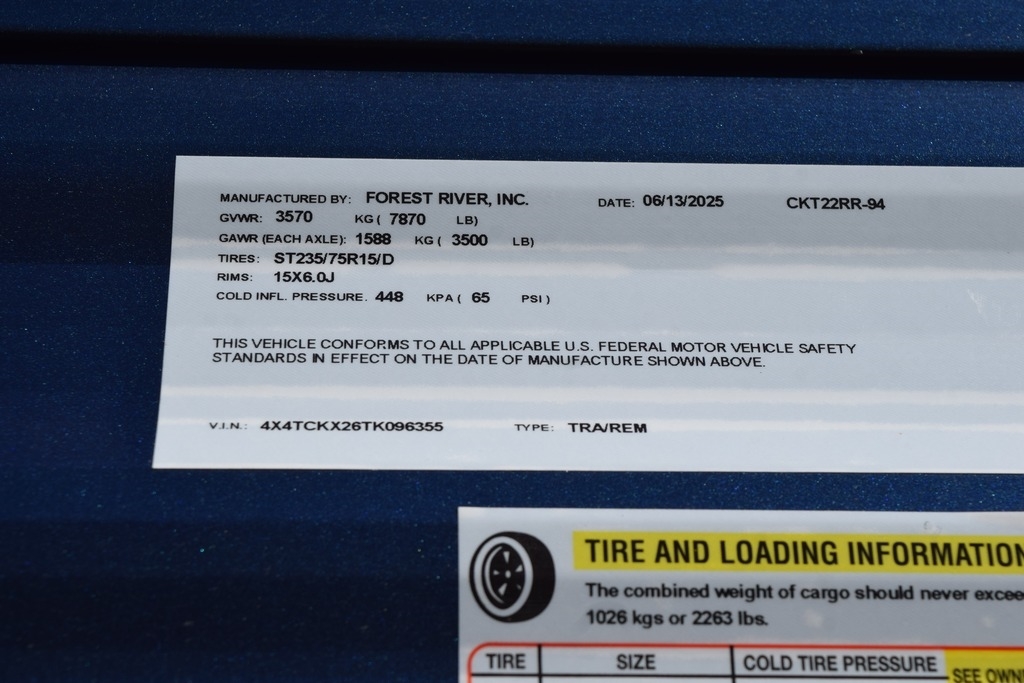 MANUFACTURED BY: FOREST RIVER, INC. DATE: 06/13/2025 CKT22RR-94
GVWR: 3570 KG ( 7870 LB)
GAWR (EACH AXLE): 1588 KG ( 3500 LB)
TIRES: ST235/75R15/D
RIMS: 15X6.0J
COLD INFL. PRESSURE. 448 KPA ( 65 PSI )
THIS VEHICLE CONFORMS TO ALL APPLICABLE U.S. FEDERAL MOTOR VEHICLE SAFETY
STANDARDS IN EFFECT ON THE DATE OF MANUFACTURE SHOWN ABOVE.
V.I.N.: 4X4TCKX26TK096355 TYPE: TRA/REM
TIRE AND LOADING INFORMATION
The combined weight of cargo should never excee
1026 kgs or 2263 lbs.
TIRE SIZE COLD TIRE PRESSURE SEE OWN